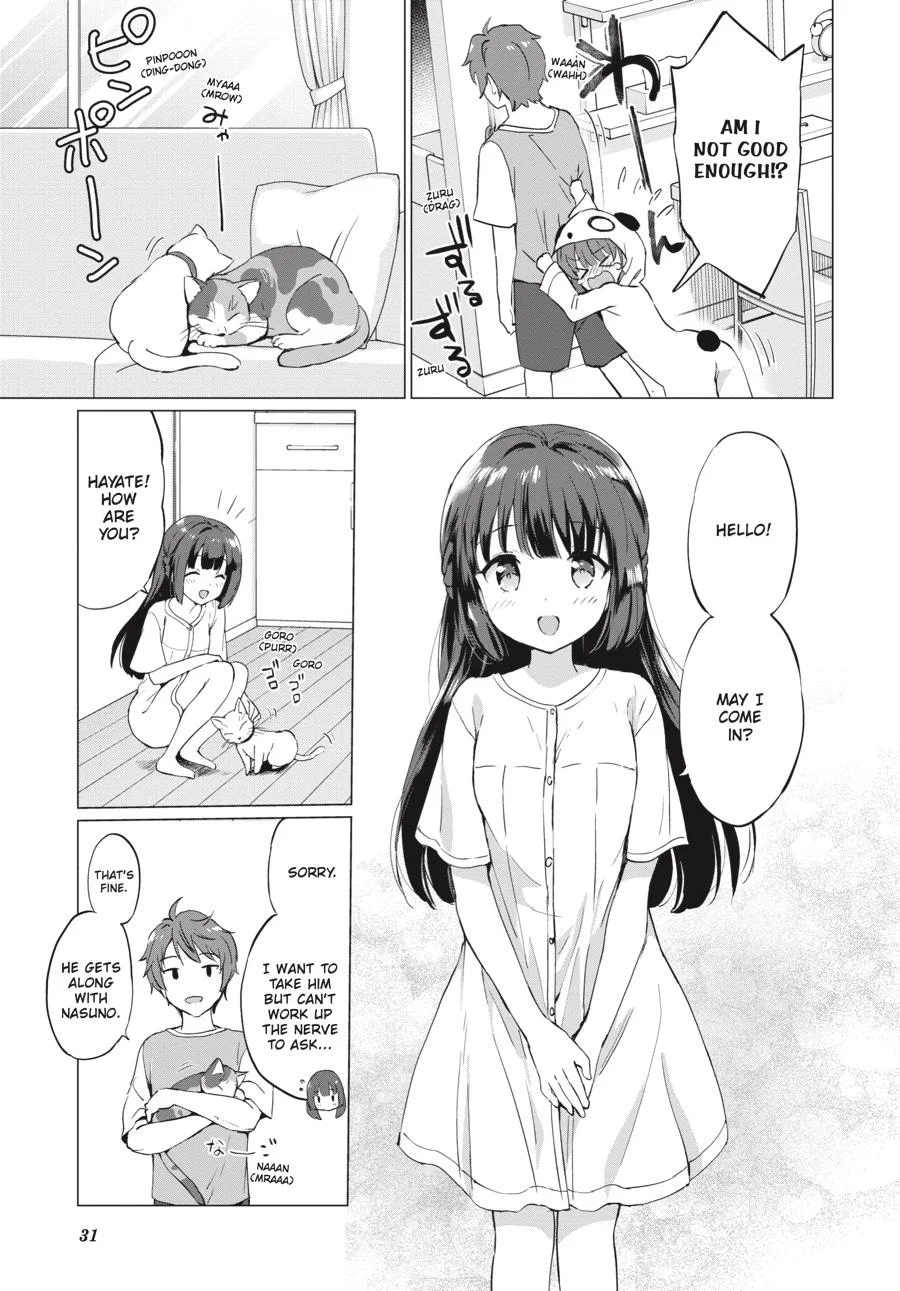 AM I
NOT GOOD
ENOUGH!?
WAAAN
(WAHH)
わーん
ZURU
(DRAG)
ずる
ずる
ZURU
PINPOOON
(DING-DONG)
ピンポーン
MYAAA
(MROW)
みゃー
HELLO!
MAY I
COME
IN?
HAYATE!
HOW
ARE
YOU?
GORO
(PURR)
ゴロ
GORO
ゴロ
SORRY.
I WANT TO
TAKE HIM
BUT CAN'T
WORK UP
THE NERVE
TO ASK...
THAT'S
FINE.
HE GETS
ALONG
WITH
NASUNO.
なーご
NAAAN
(MRAAA)
31